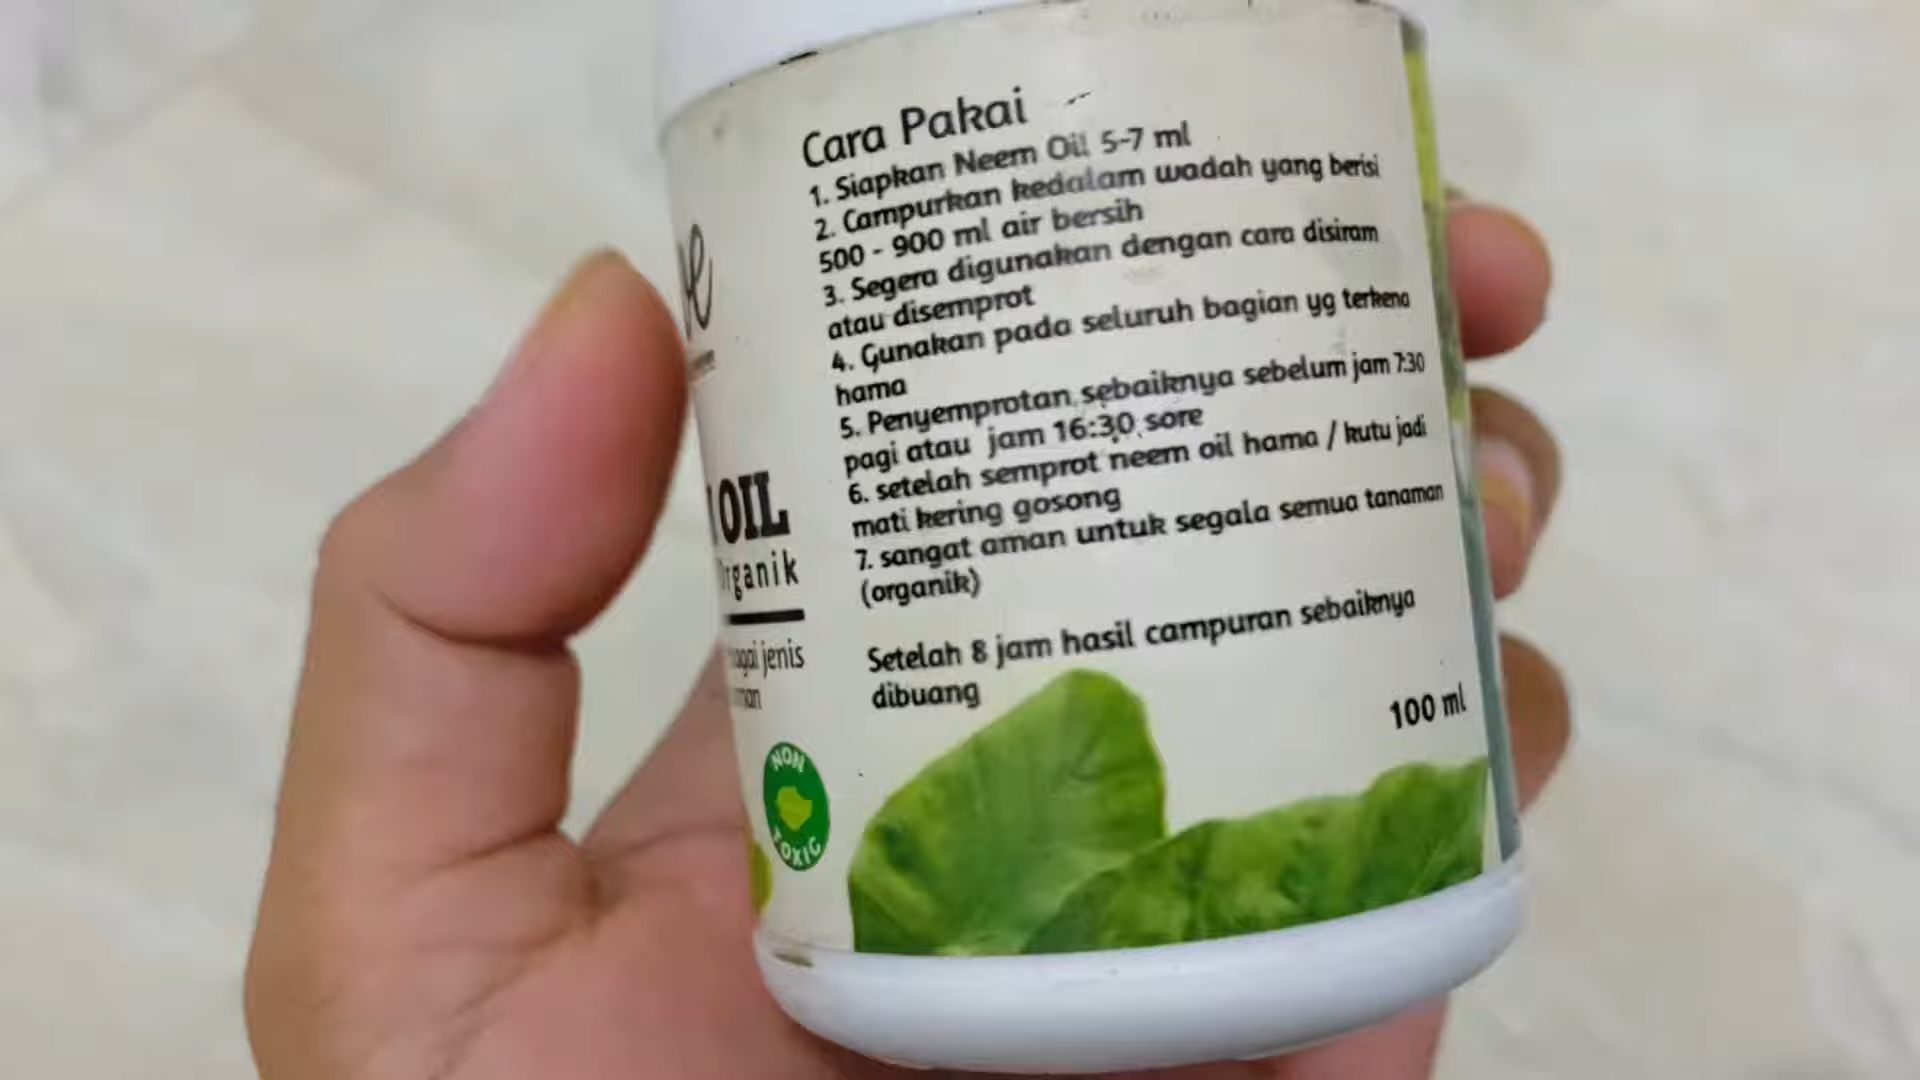 Cara Pakai
1. Siapkan Neem Oil 5-7 ml
2. Campurkan kedalam wadah yang berisi
500 - 900 ml air bersih
3. Segera digunakan dengan cara disiram
atau disemprot
4. Gunakan pada seluruh bagian yg terkena
hama
5. Penyemprotan sebaiknya sebelum jam 7:30
pagi atau jam 16:30 sore
6. setelah semprot neem oil hama / kutu jadi
mati kering gosong
7. sangat aman untuk segala semua tanaman
(organik)
Setelah 8 jam hasil campuran sebaiknya
dibuang
100 ml
OIL
Organik
jenis
NON
TOXIC